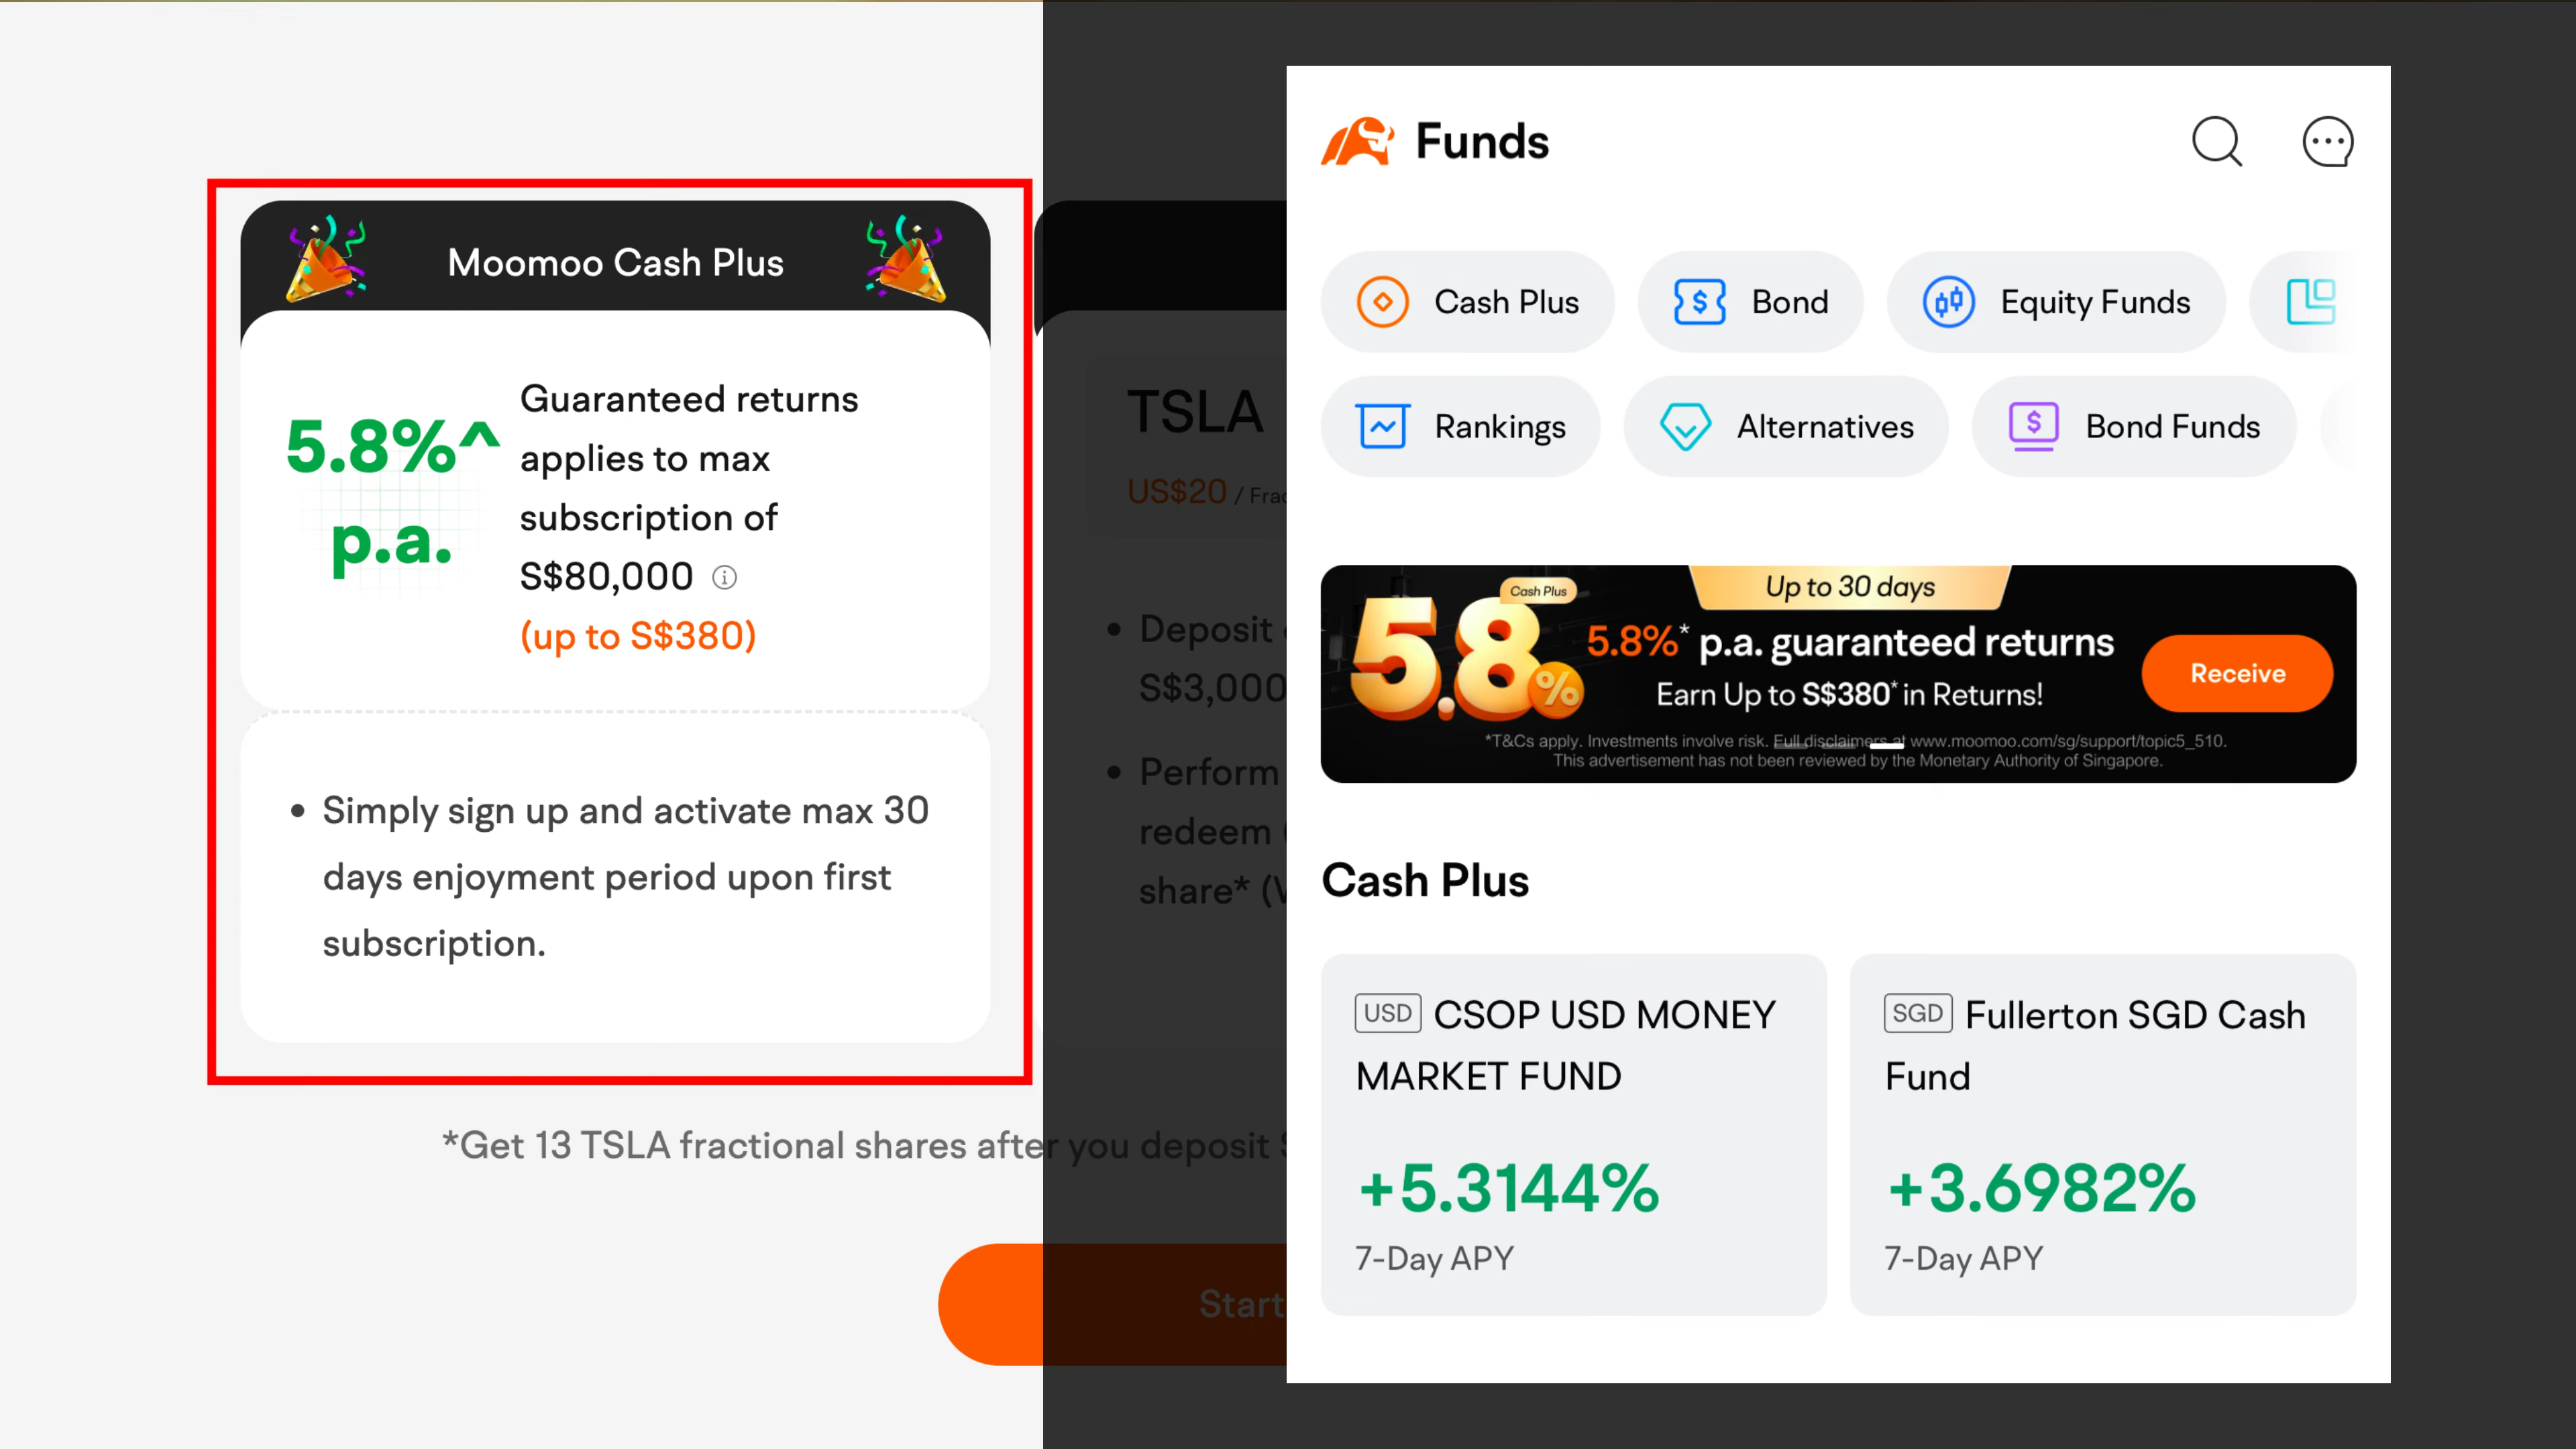 Moomoo Cash Plus
5.8%^
p.a.
Guaranteed returns
applies to max
subscription of
S$80,000
(up to S$380)
• Simply sign up and activate max 30
days enjoyment period upon first
subscription.
TSLA
US$20 /
• Deposit
S$3,000
• Perform
redeem
share*
*Get 13 TSLA fractional shares after you deposit
Start
Funds
Cash Plus
Bond
Equity Funds
Rankings
Alternatives
Bond Funds
5.8%
Cash Plus
Up to 30 days
5.8%* p.a. guaranteed returns
Earn Up to S$380* in Returns!
Receive
*T&Cs apply. Investments involve risk. Full disclaimers at www.moomoo.com/sg/support/topic5_510.
This advertisement has not been reviewed by the Monetary Authority of Singapore.
Cash Plus
USD CSOP USD MONEY
MARKET FUND
+5.3144%
7-Day APY
SGD Fullerton SGD Cash
Fund
+3.6982%
7-Day APY